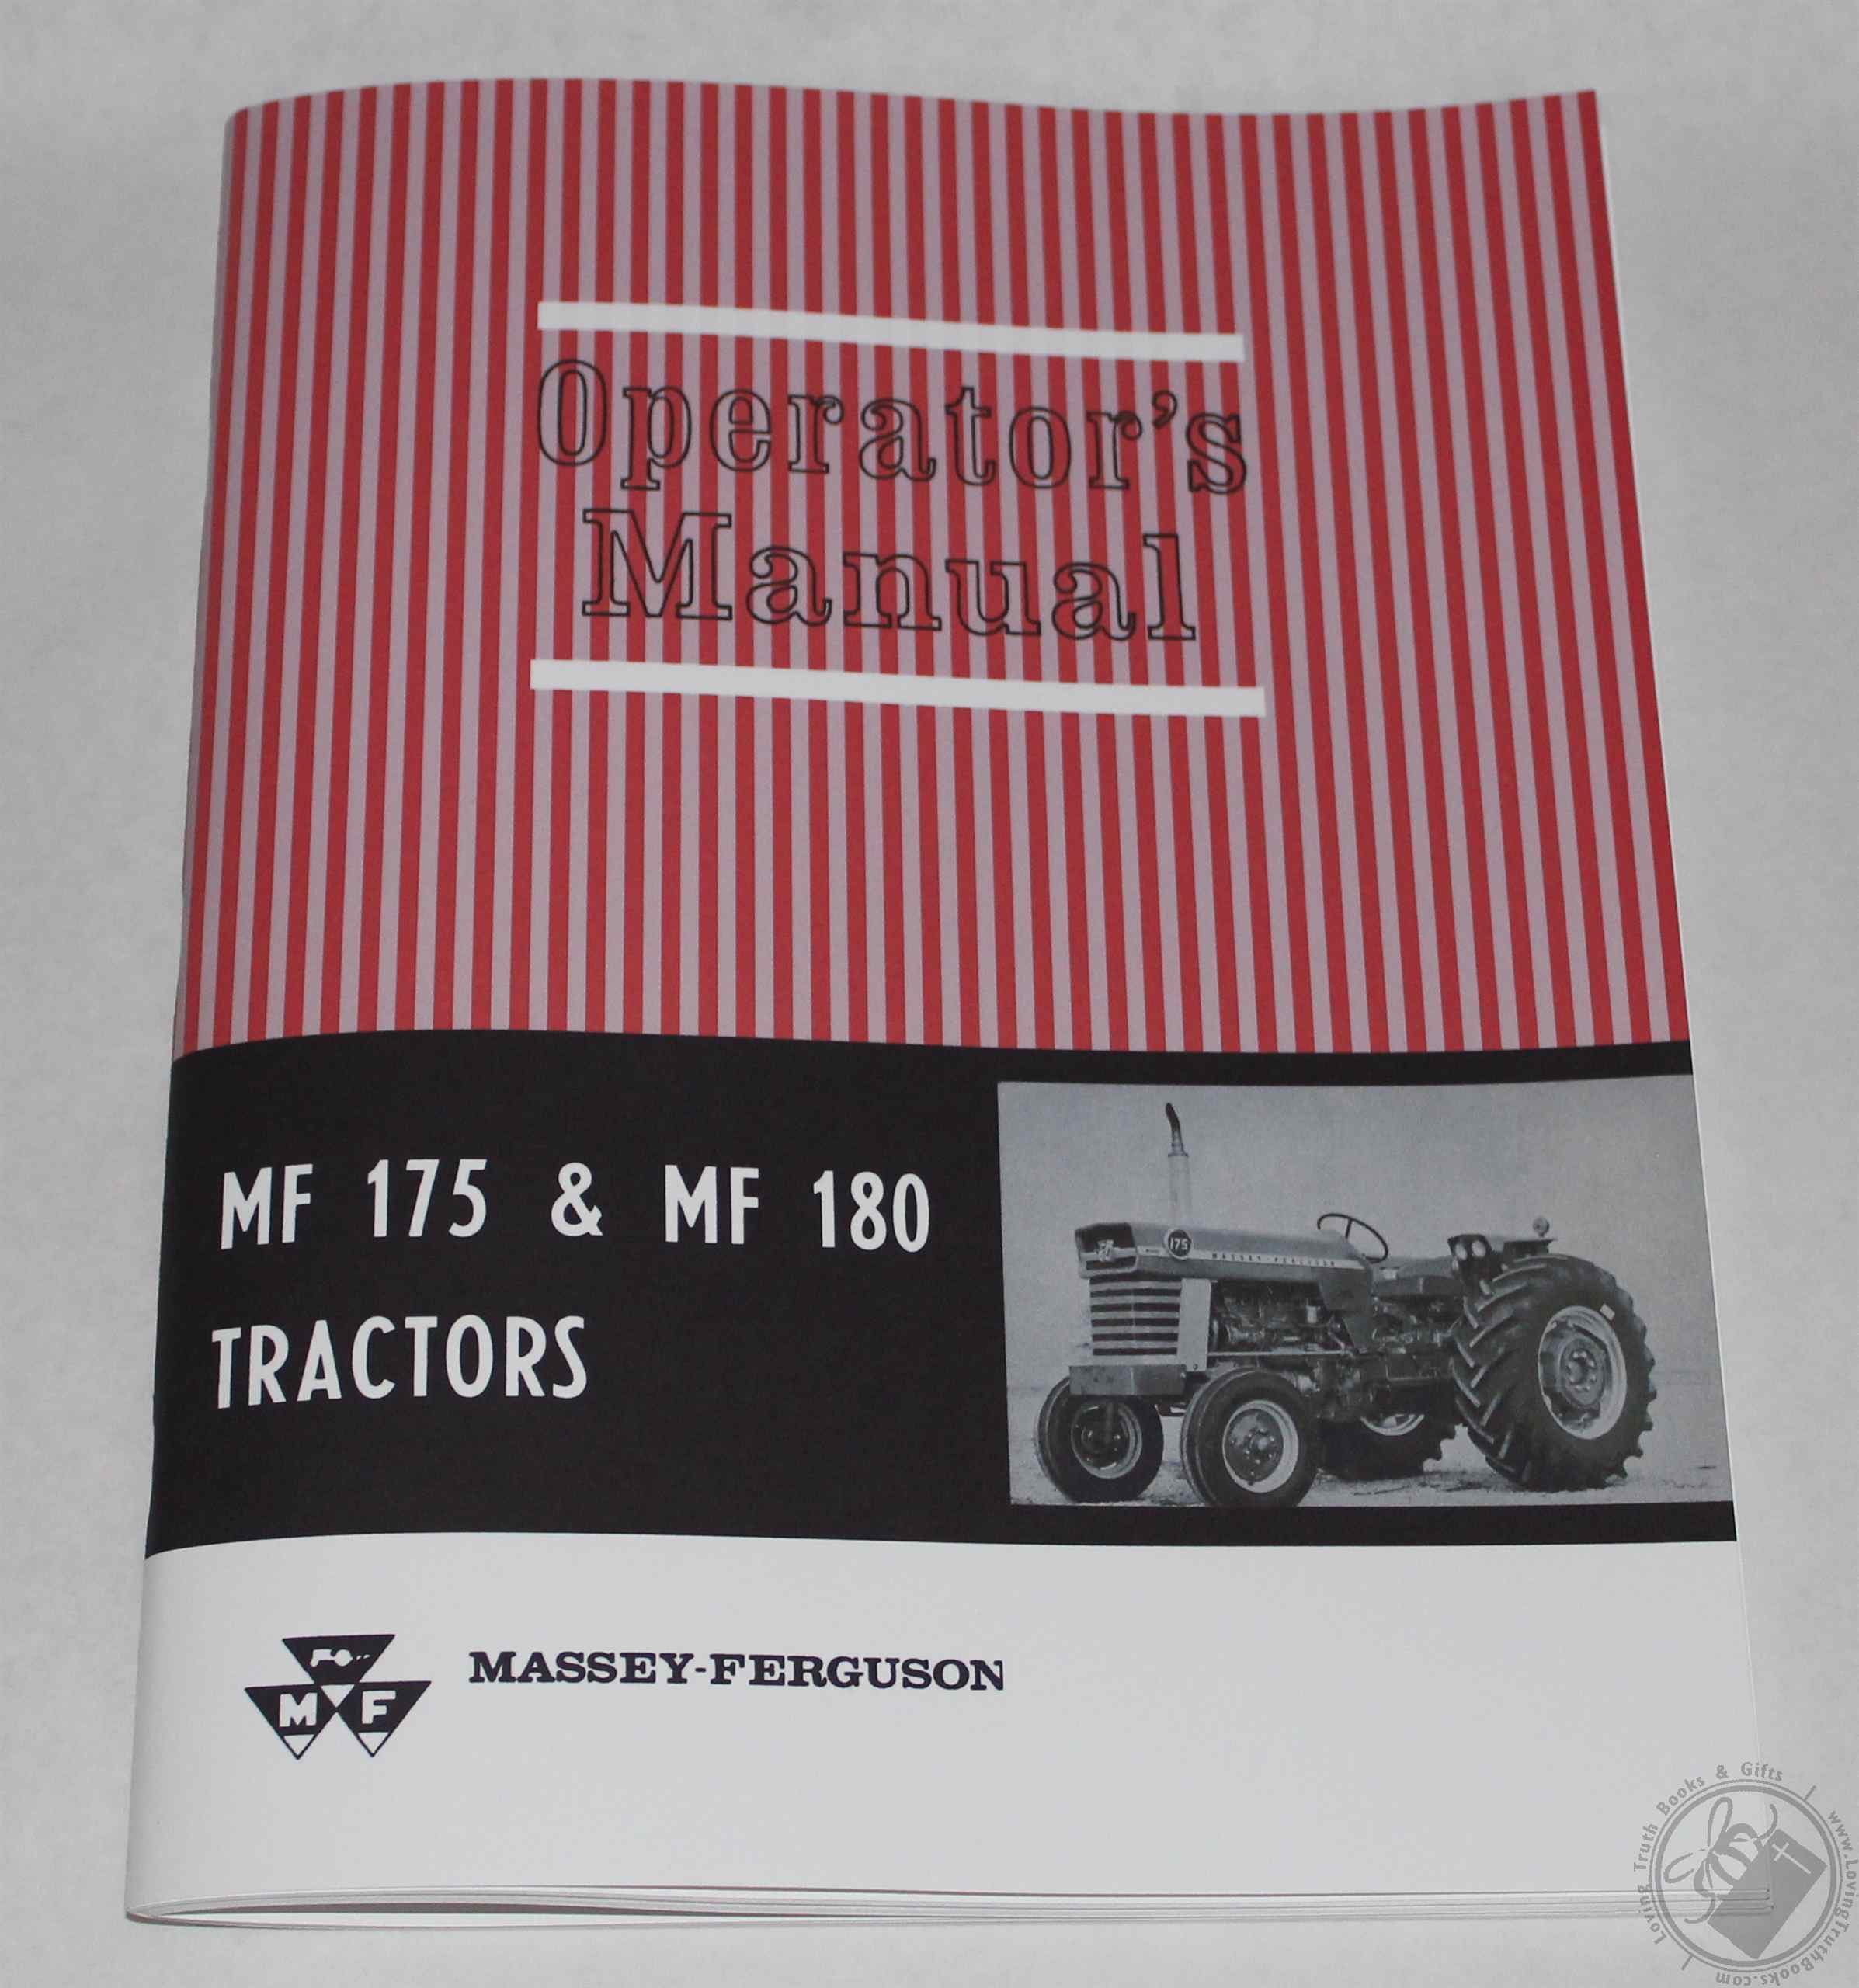 Operator's
Manual
MF 175 & MF 180
TRACTORS
175 MASSEY FERGUSON
M F
MASSEY-FERGUSON
Loving Truth Books & Gifts | www.LovingTruthBooks.com |